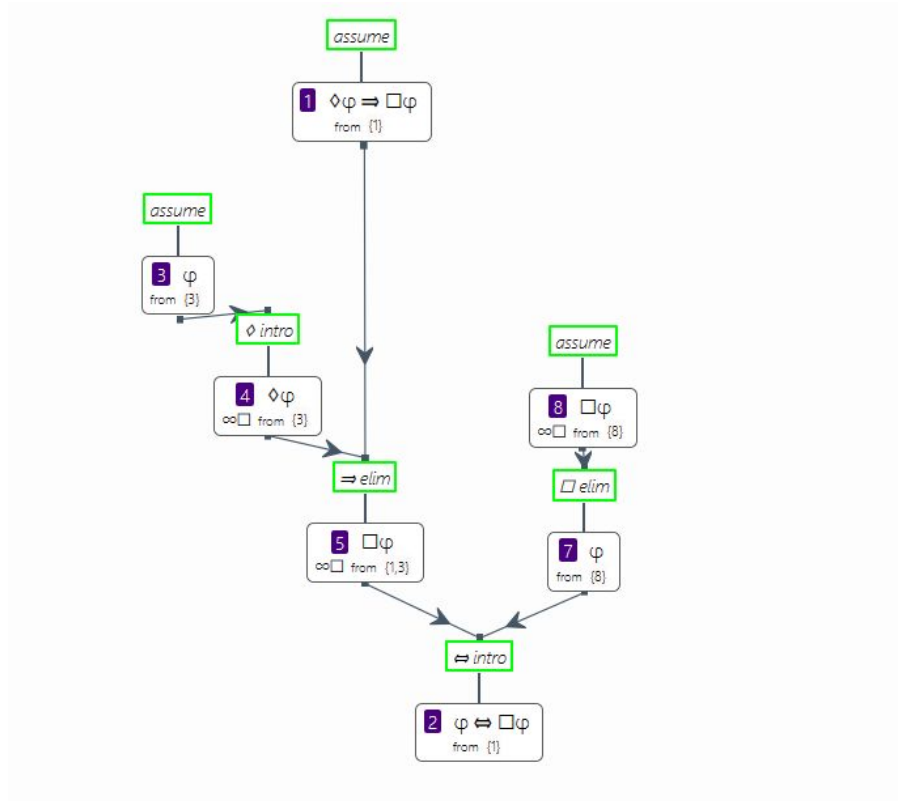 assume
1 ◊φ ⇒ □φ
from {1}
assume
3 φ
from {3}
◊ intro
4 ◊φ
∞□ from {3}
assume
8 □φ
∞□ from {8}
⇒ elim
□ elim
5 □φ
∞□ from {1,3}
7 φ
from {8}
⇔ intro
2 φ ⇔ □φ
from {1}